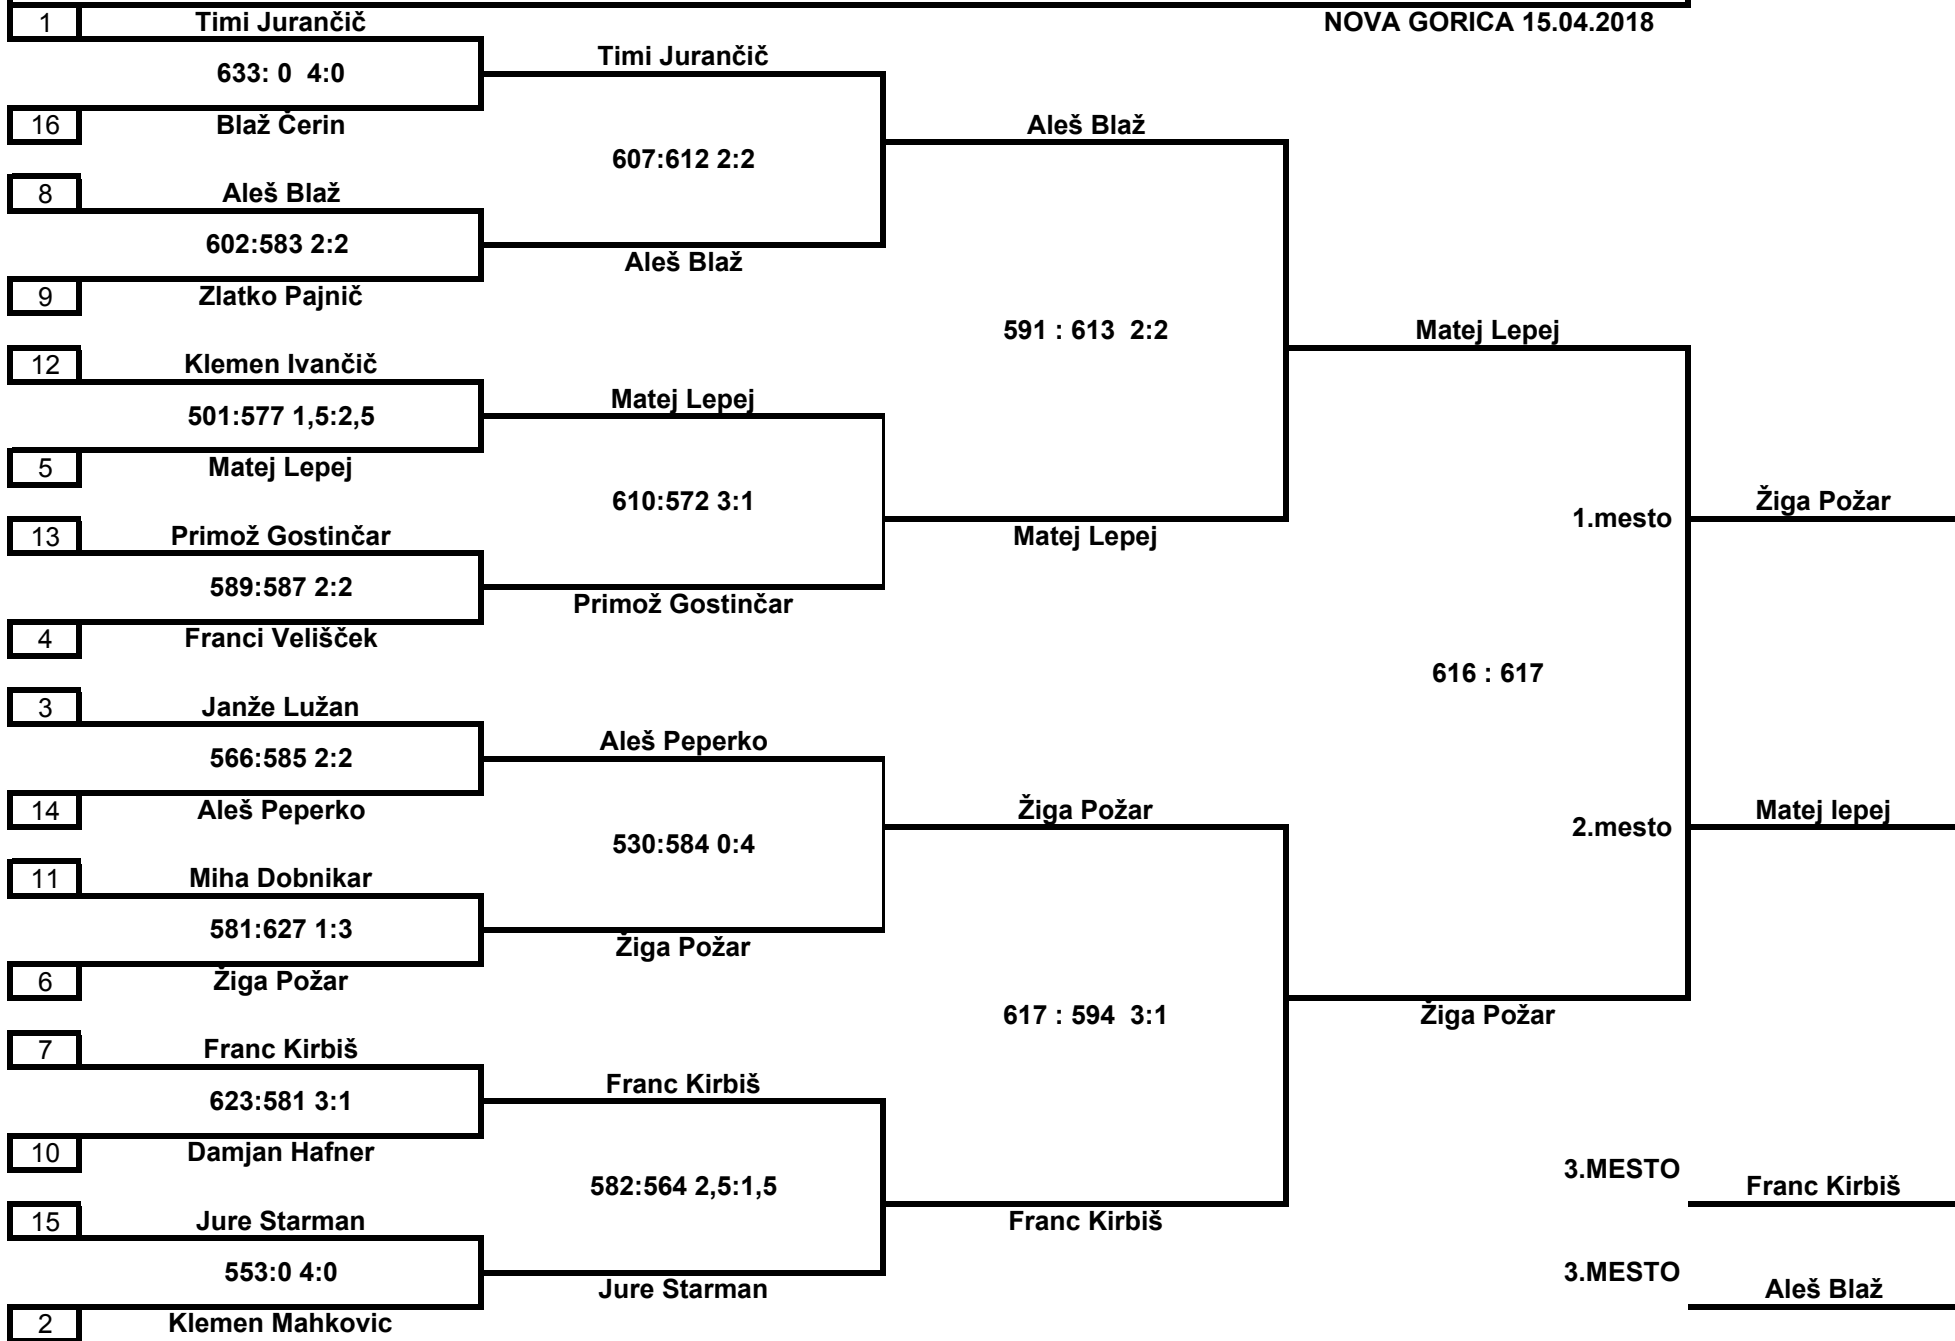 1 Timi Jurančič NOVA GORICA 15.04.2018
Timi Jurančič
633: 0 4:0
16 Blaž Čerin Aleš Blaž
607:612 2:2
8 Aleš Blaž
602:583 2:2
Aleš Blaž
9 Zlatko Pajnič
591 : 613 2:2 Matej Lepej
12 Klemen Ivančič
Matej Lepej
501:577 1,5:2,5
5 Matej Lepej
610:572 3:1 Žiga Požar
1.mesto
13 Primož Gostinčar Matej Lepej
589:587 2:2
Primož Gostinčar
4 Franci Velišček
616 : 617
3 Janže Lužan
Aleš Peperko
566:585 2:2
14 Aleš Peperko Žiga Požar Matej lepej
2.mesto
530:584 0:4
11 Miha Dobnikar
581:627 1:3
Žiga Požar
6 Žiga Požar
617 : 594 3:1 Žiga Požar
7 Franc Kirbiš
Franc Kirbiš
623:581 3:1
10 Damjan Hafner
3.MESTO
582:564 2,5:1,5 Franc Kirbiš
15 Jure Starman Franc Kirbiš
553:0 4:0 3.MESTO
Jure Starman Aleš Blaž
2 Klemen Mahkovic